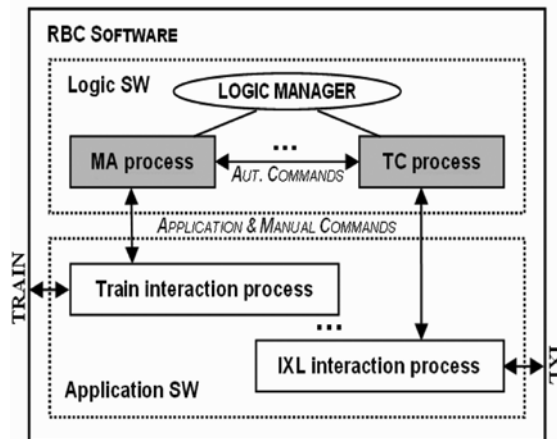 RBC SOFTWARE
Logic SW
LOGIC MANAGER
...
MA process
TC process
AUT. COMMANDS
APPLICATION & MANUAL COMMANDS
TRAIN
Train interaction process
...
IXL interaction process
IXL
Application SW